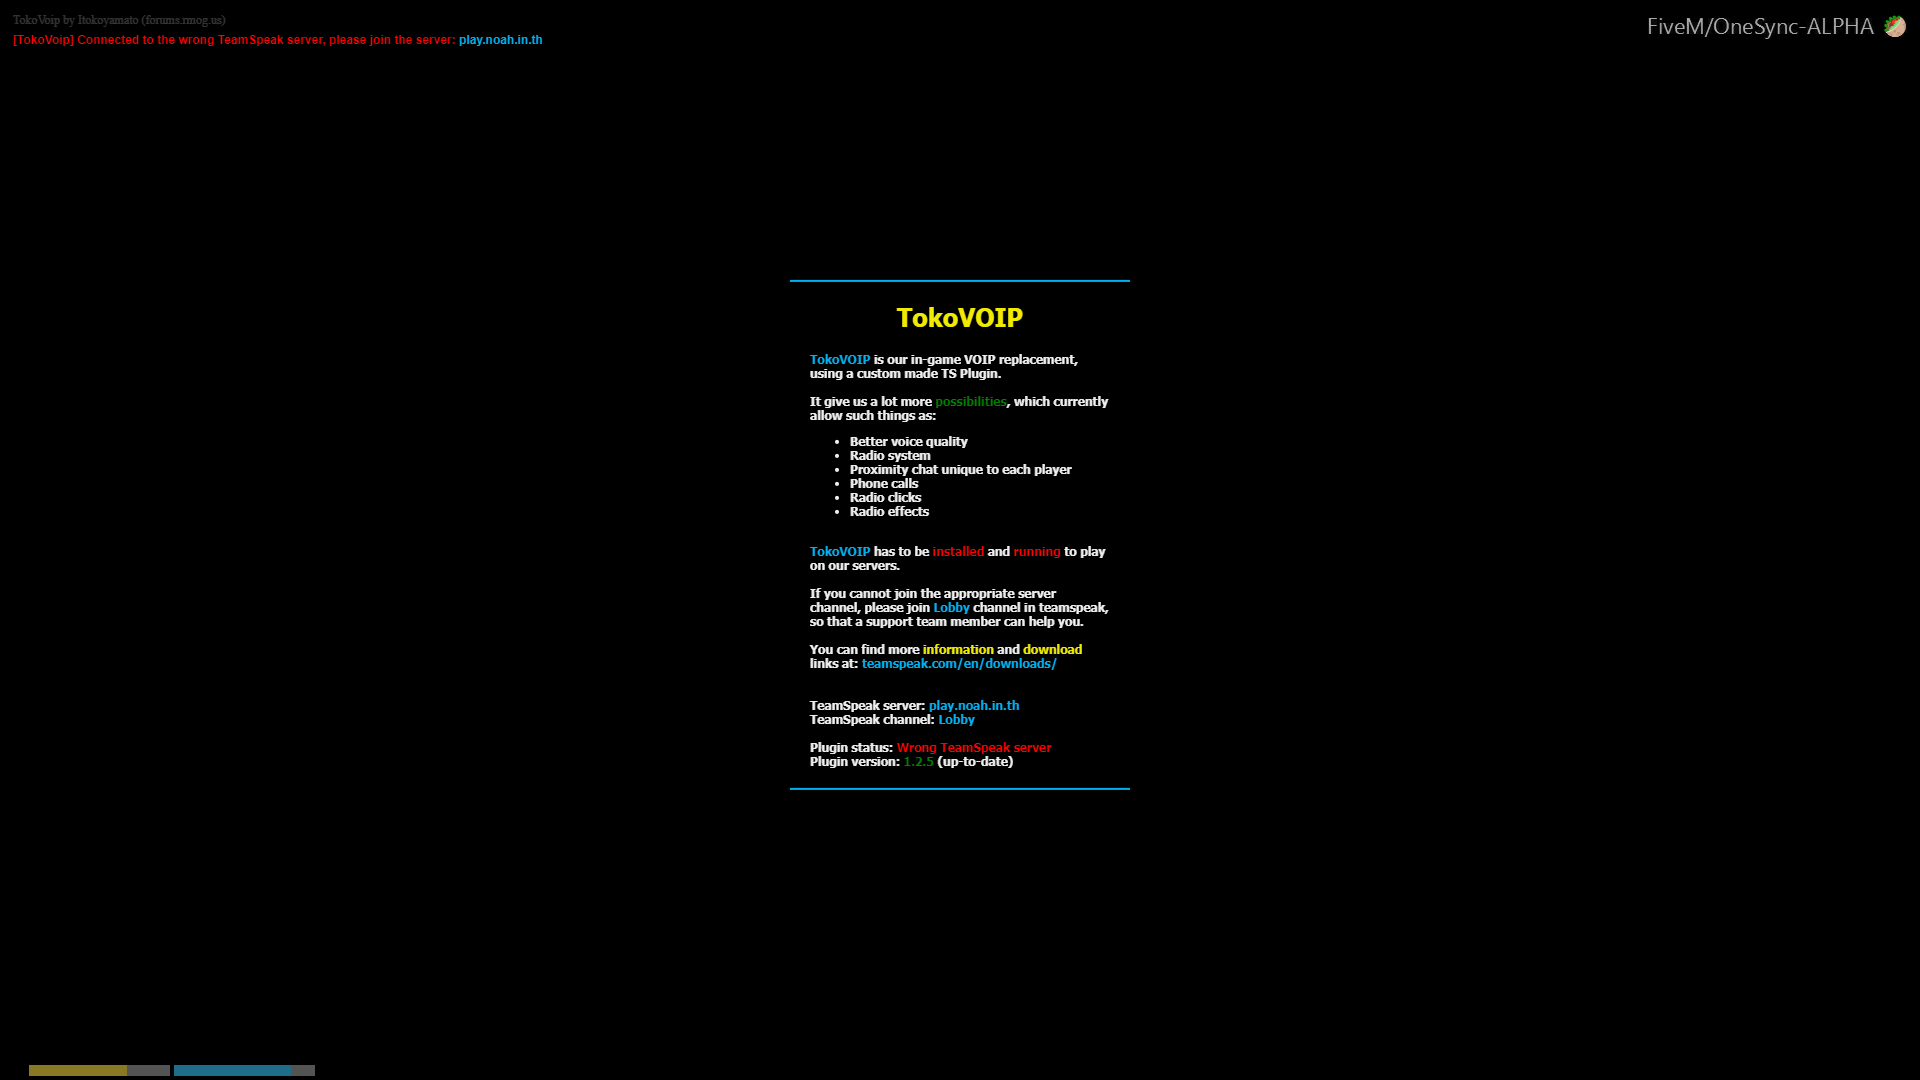 TokoVoip by Itokoyamato (forums.rmog.us)
[TokoVoip] Connected to the wrong TeamSpeak server, please join the server: play.noah.in.th
FiveM/OneSync-ALPHA
TokoVOIP
TokoVOIP is our in-game VOIP replacement,
using a custom made TS Plugin.
It give us a lot more possibilities, which currently
allow such things as:
• Better voice quality
• Radio system
• Proximity chat unique to each player
• Phone calls
• Radio clicks
• Radio effects
TokoVOIP has to be installed and running to play
on our servers.
If you cannot join the appropriate server
channel, please join Lobby channel in teamspeak,
so that a support team member can help you.
You can find more information and download
links at: teamspeak.com/en/downloads/
TeamSpeak server: play.noah.in.th
TeamSpeak channel: Lobby
Plugin status: Wrong TeamSpeak server
Plugin version: 1.2.5 (up-to-date)